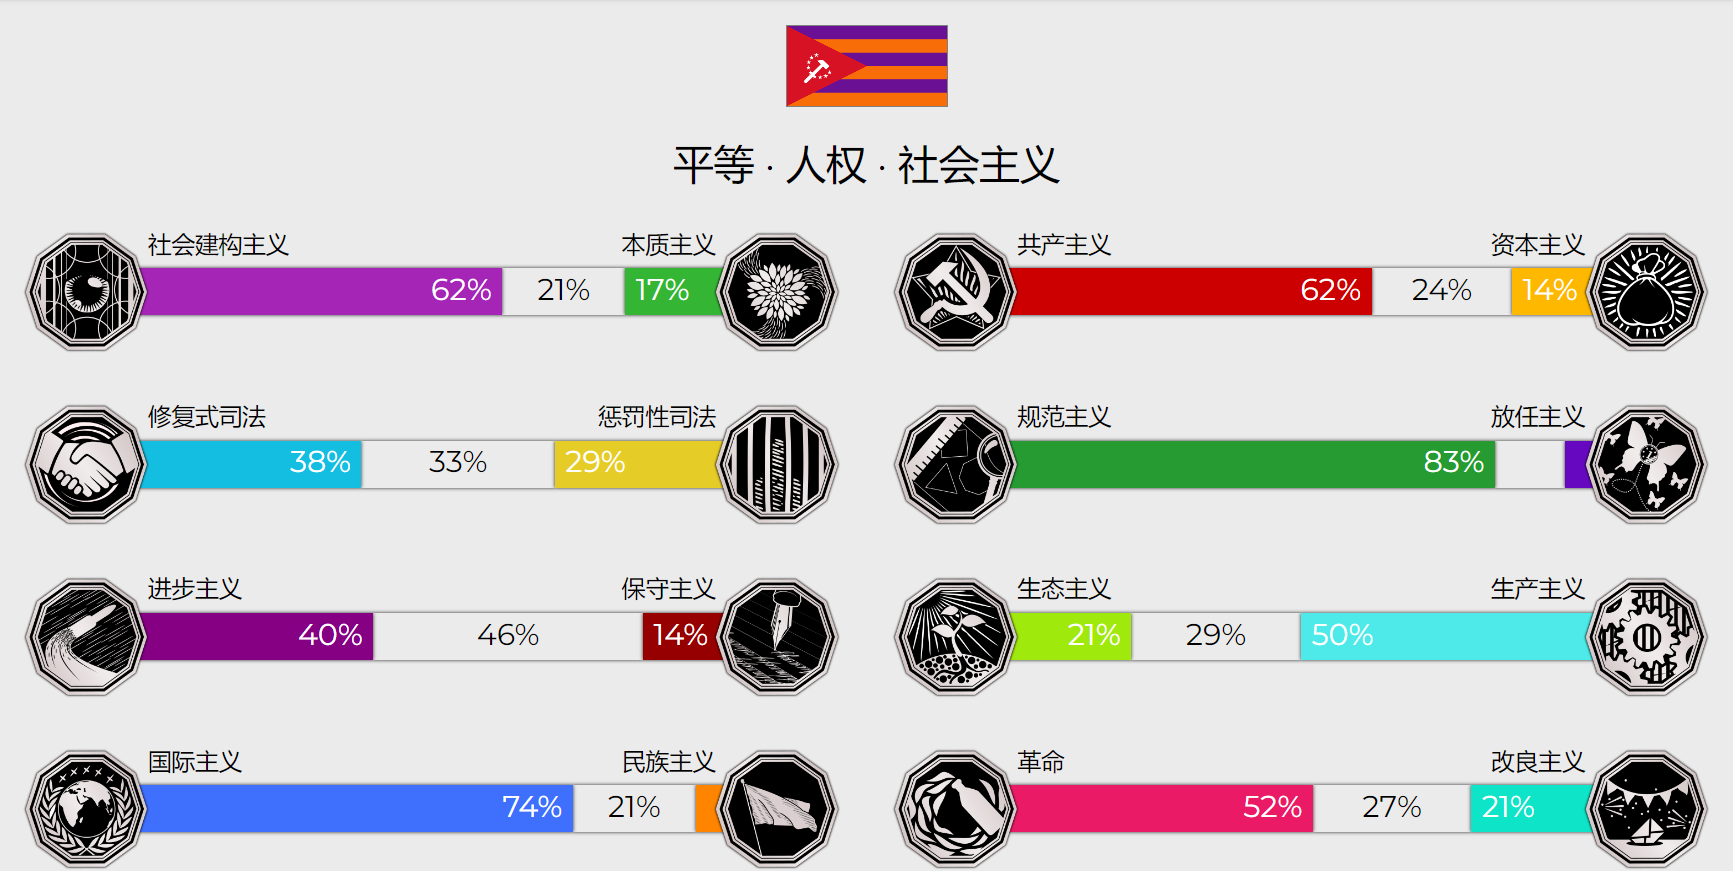 平等 · 人权 · 社会主义
社会建构主义 本质主义
62% 21% 17%
共产主义 资本主义
62% 24% 14%
修复式司法 惩罚性司法
38% 33% 29%
规范主义 放任主义
83%
进步主义 保守主义
40% 46% 14%
生态主义 生产主义
21% 29% 50%
国际主义 民族主义
74% 21%
革命 改良主义
52% 27% 21%